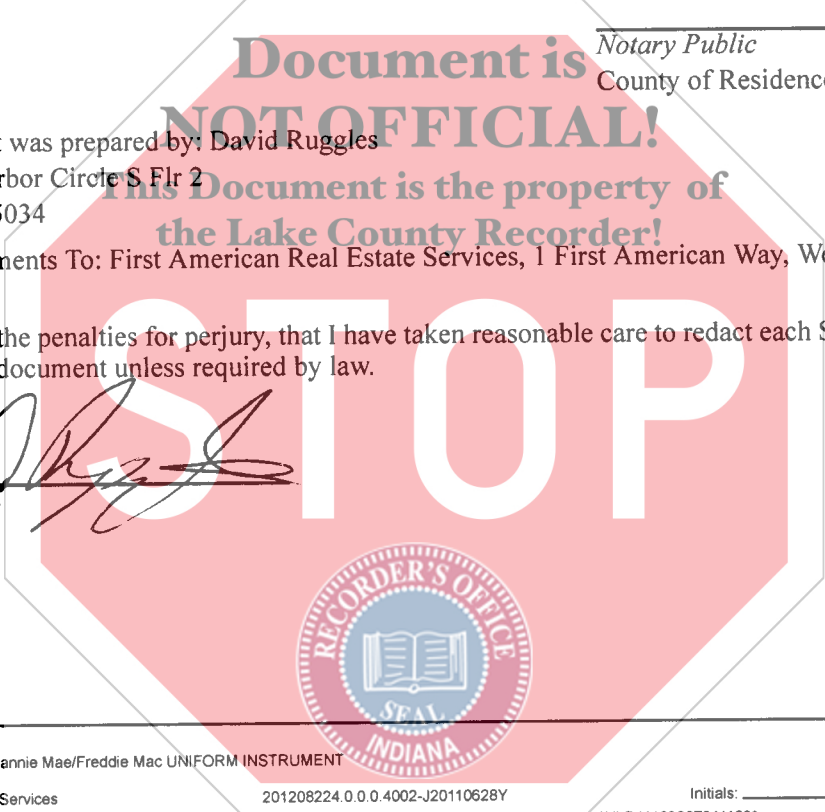 Document is
NOT OFFICIAL!
This Document is the property of
the Lake County Recorder!
Notary Public
County of Residence
was prepared by: David Ruggles
Circle S Flr 2
5034
To: First American Real Estate Services, 1 First American Way,
the penalties for perjury, that I have taken reasonable care to redact each
document unless required by law.
STOP
RECORDER'S OFFICE
SEAL
INDIANA
annie Mae/Freddie Mac UNIFORM INSTRUMENT
Services
201208224.0.0.0.4002-J20110628Y
Initials: